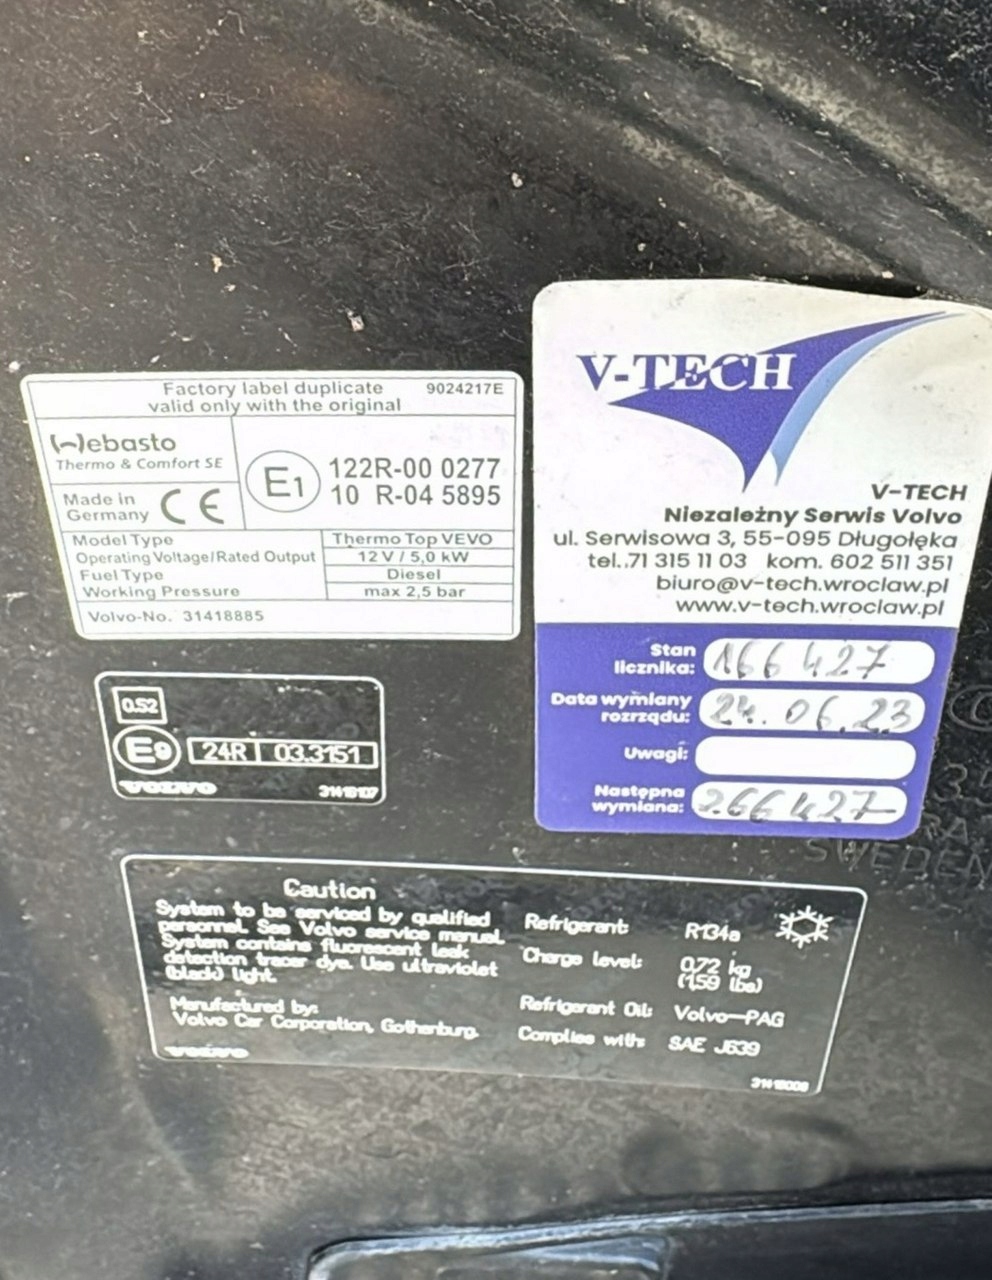 Factory label duplicate 9024217E
valid only with the original
Webasto
Thermo & Comfort SE
Made in
Germany
CE
E1
122R-00 0277
10 R-04 5895
Model Type Thermo Top VEVO
Operating Voltage/Rated Output 12 V / 5,0 kW
Fuel Type Diesel
Working Pressure max 2,5 bar
Volvo-No. 31418885
V-TECH
V-TECH
Niezależny Serwis Volvo
ul. Serwisowa 3, 55-095 Długołęka
tel.:71 315 11 03 kom. 602 511 351
biuro@v-tech.wroclaw.pl
www.v-tech.wroclaw.pl
Stan
licznika: 166 427
Data wymiany
rozrządu: 24.06.23
Uwagi:
Następna
wymiana: 266 427
0.52
E9 24R 03.3151
VOLVO
SWEDEN
Caution
System to be serviced by qualified
personnel. See Volvo service manual.
System contains fluorescent leak
detection tracer dye. Use ultraviolet
(black) light.
Manufactured by:
Volvo Car Corporation, Gothenburg.
VOLVO
Refrigerant: R134a
Charge level: 0,72 kg
(1,59 lbs)
Refrigerant Oil: Volvo-PAG
Complies with: SAE J639